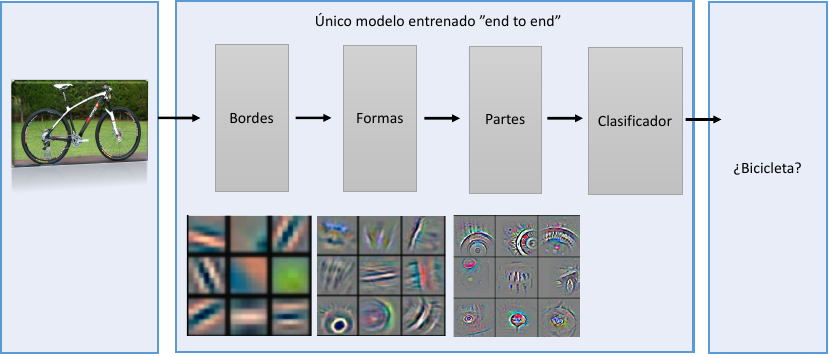 Único modelo entrenado ”end to end”
Bordes
Formas
Partes
Clasificador
¿Bicicleta?